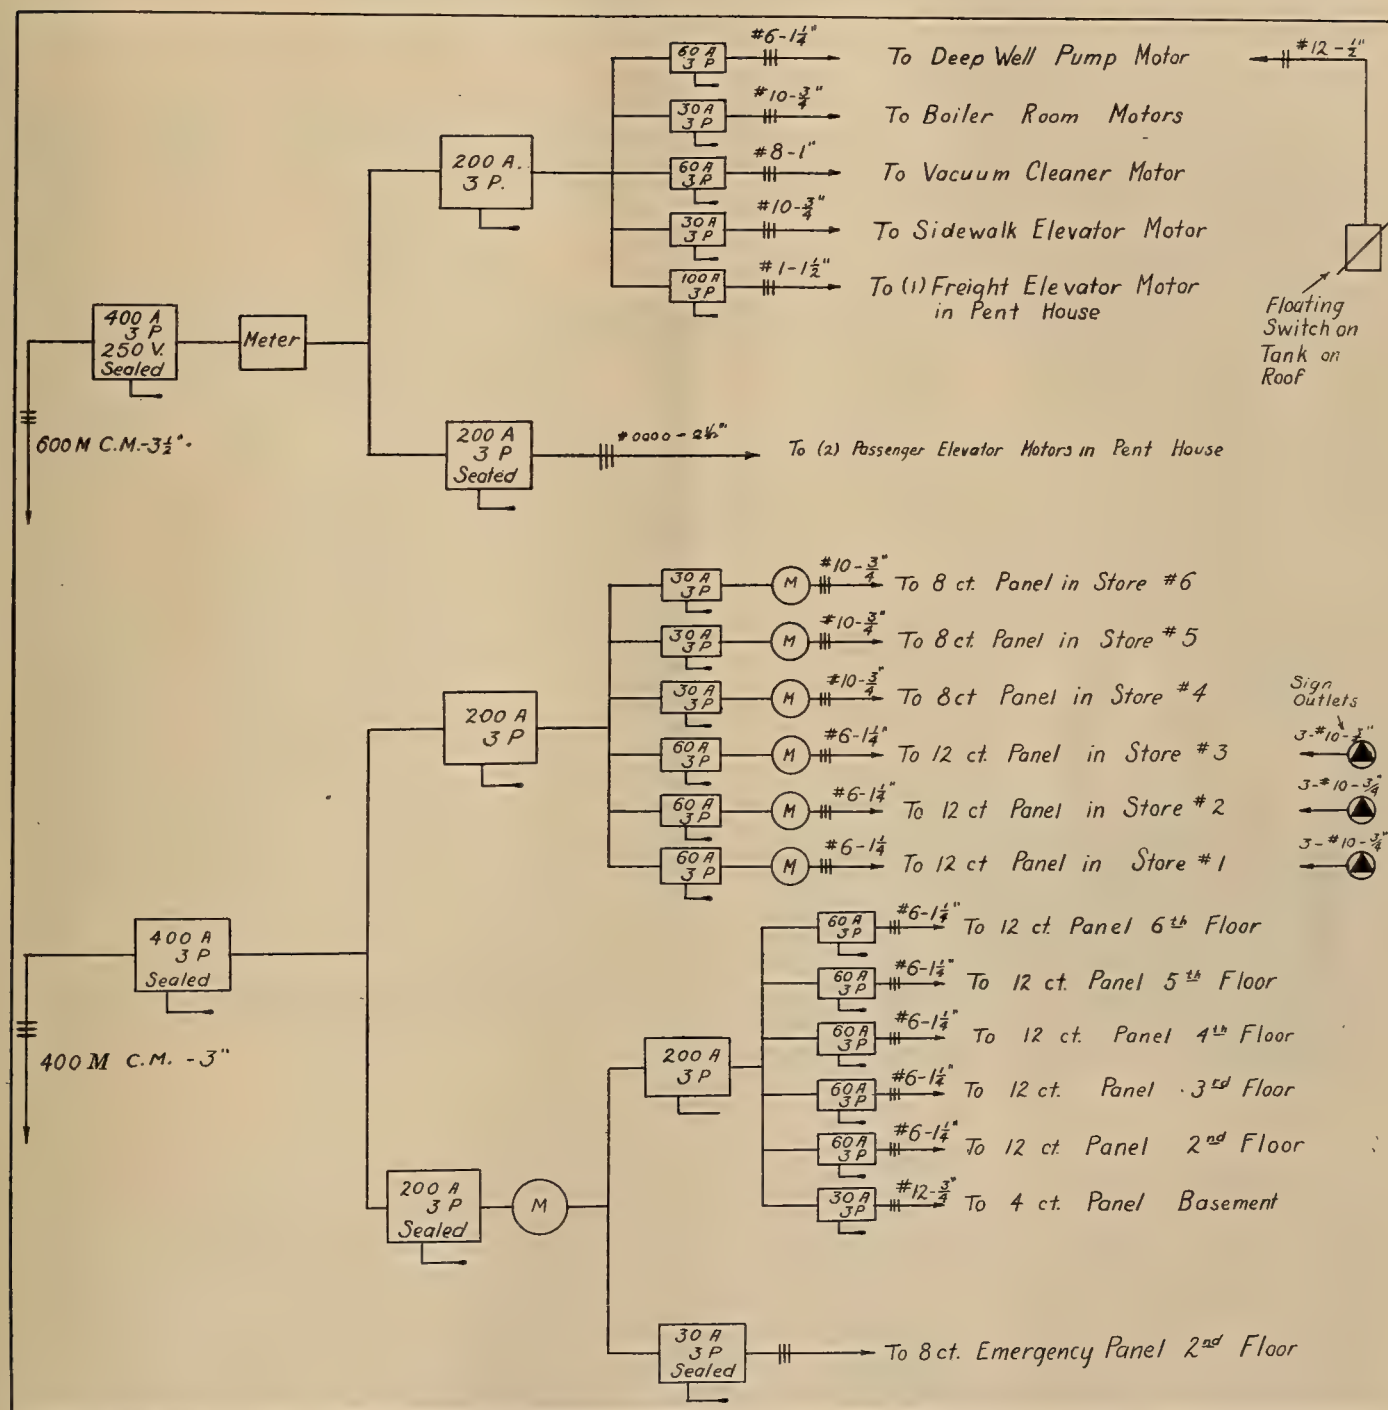 #6-1¼"
60 A
3 P
To Deep Well Pump Motor
#12-½"
#10-¾"
30 A
3 P
To Boiler Room Motors
200 A.
3 P.
#8-1"
60 A
3 P
To Vacuum Cleaner Motor
#10-¾"
30 A
3 P
To Sidewalk Elevator Motor
#1-1½"
100 A
3 P
To (1) Freight Elevator Motor
in Pent House
Floating
Switch on
Tank on
Roof
400 A
3 P
250 V.
Sealed
Meter
600 M C.M.-3½".
200 A
3 P
Sealed
#0000-2½"
To (2) Passenger Elevator Motors in Pent House
30 A
3 P
M
#10-¾"
To 8 ct. Panel in Store #6
30 A
3 P
M
#10-¾"
To 8 ct. Panel in Store #5
30 A
3 P
M
#10-¾"
To 8 ct Panel in Store #4
Sign
Outlets
200 A
3 P
60 A
3 P
M
#6-1¼"
To 12 ct. Panel in Store #3
3-#10-¾"
60 A
3 P
M
#6-1¼"
To 12 ct Panel in Store #2
3-#10-¾"
60 A
3 P
M
#6-1¼
To 12 ct Panel in Store #1
3-#10-¾"
400 A
3 P
Sealed
400 M C.M. -3"
60 A
3 P
#6-1¼"
To 12 ct. Panel 6th Floor
60 A
3 P
#6-1¼"
To 12 ct. Panel 5th Floor
200 A
3 P
60 A
3 P
#6-1¼"
To 12 ct. Panel 4th Floor
60 A
3 P
#6-1¼"
To 12 ct. Panel 3rd Floor
60 A
3 P
#6-1¼"
To 12 ct. Panel 2nd Floor
30 A
3 P
#12-¾"
To 4 ct. Panel Basement
200 A
3 P
Sealed
M
30 A
3 P
Sealed
To 8 ct. Emergency Panel 2nd Floor